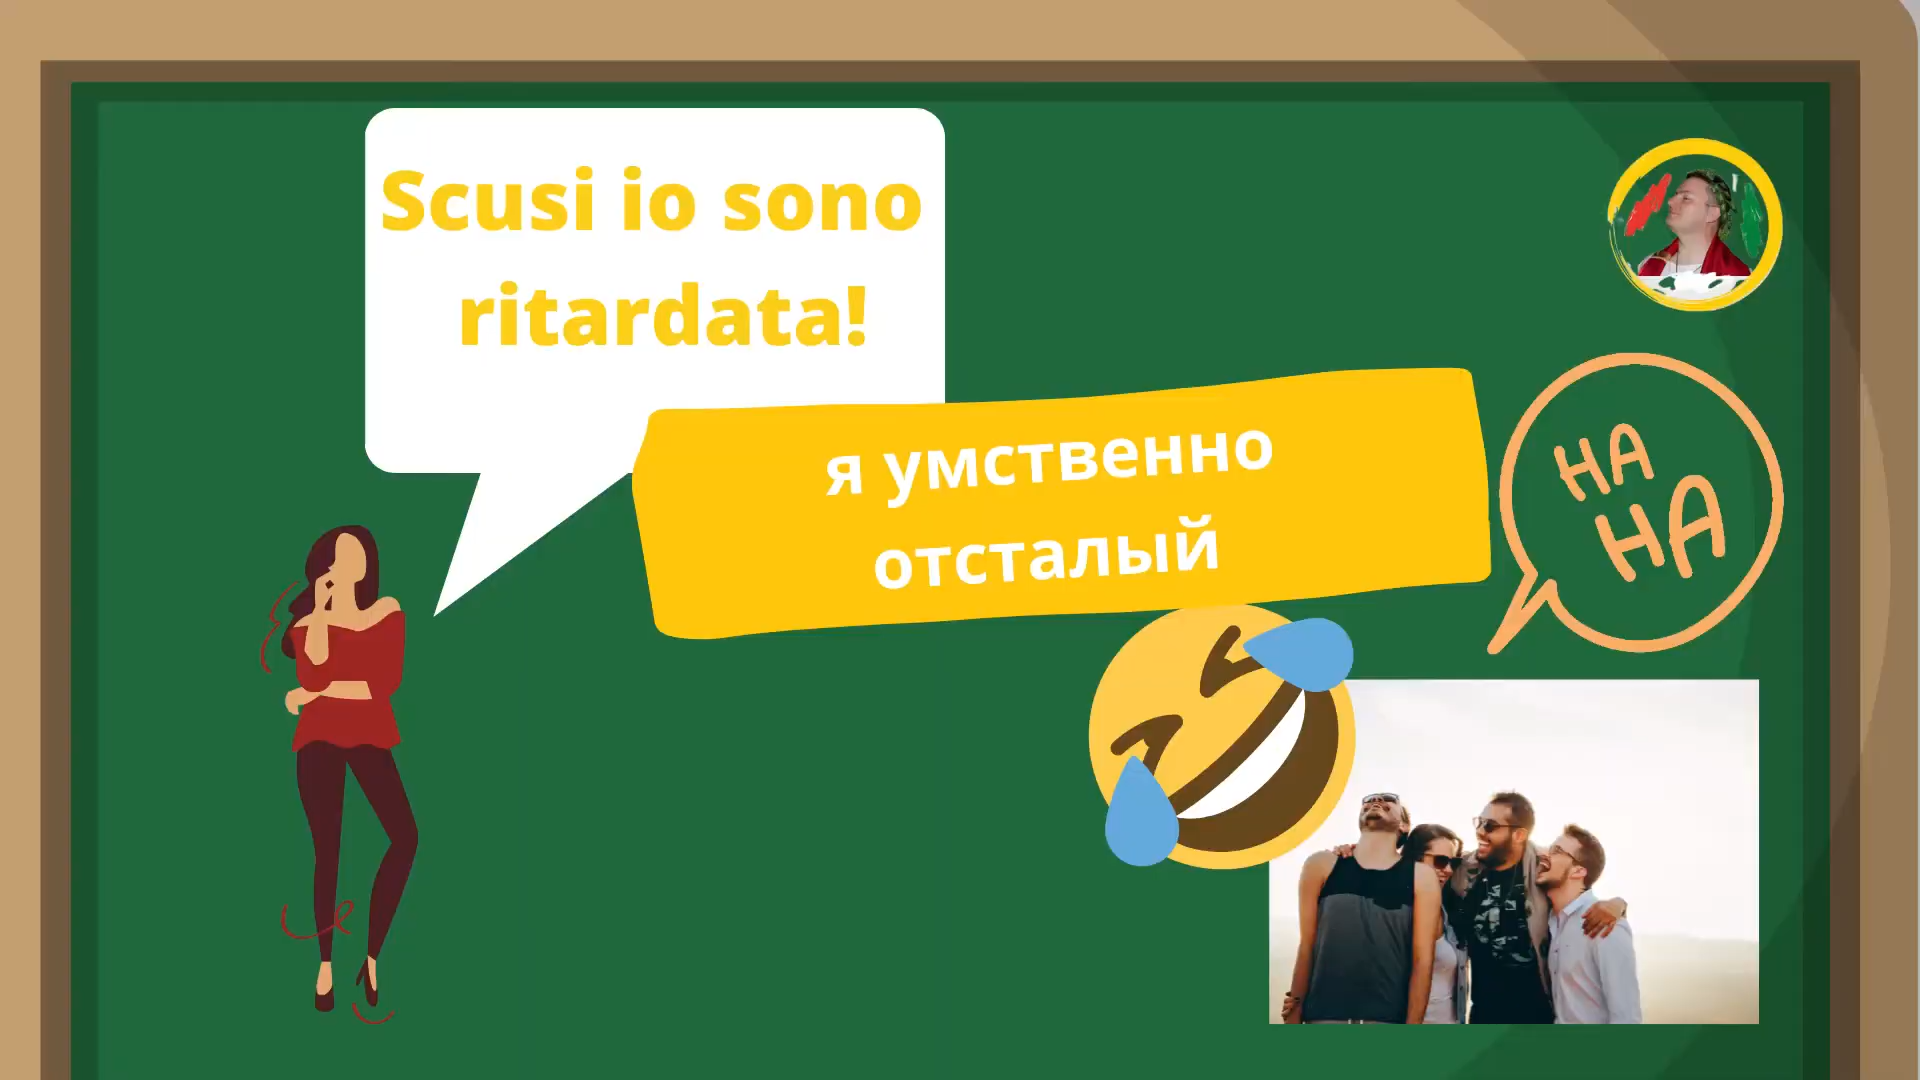 Scusi io sono
ritardata!
я умственно
отсталый
HA
HA